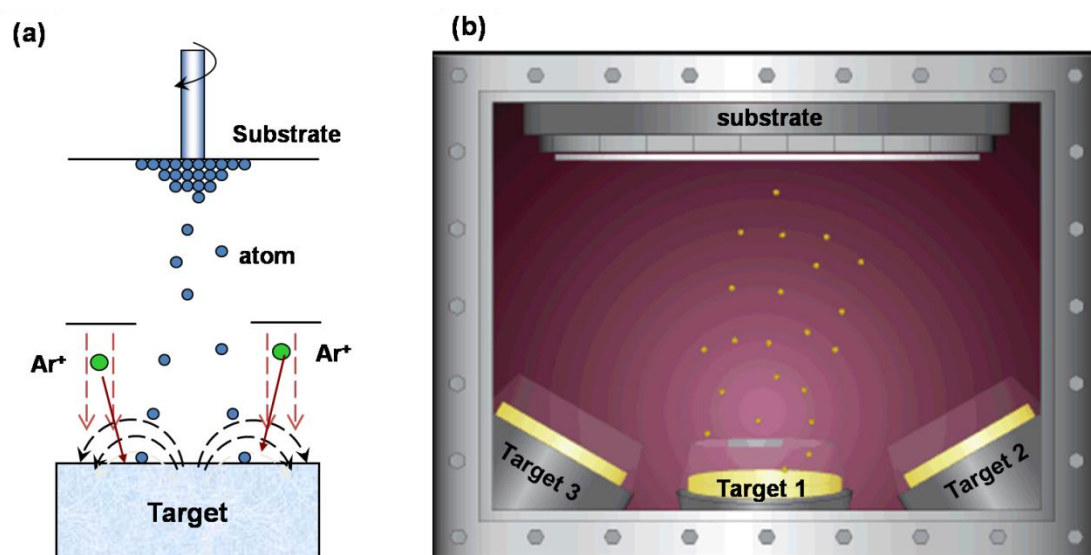 (a)
Substrate
atom
Ar+
Ar+
Target
(b)
substrate
Target 3
Target 1
Target 2